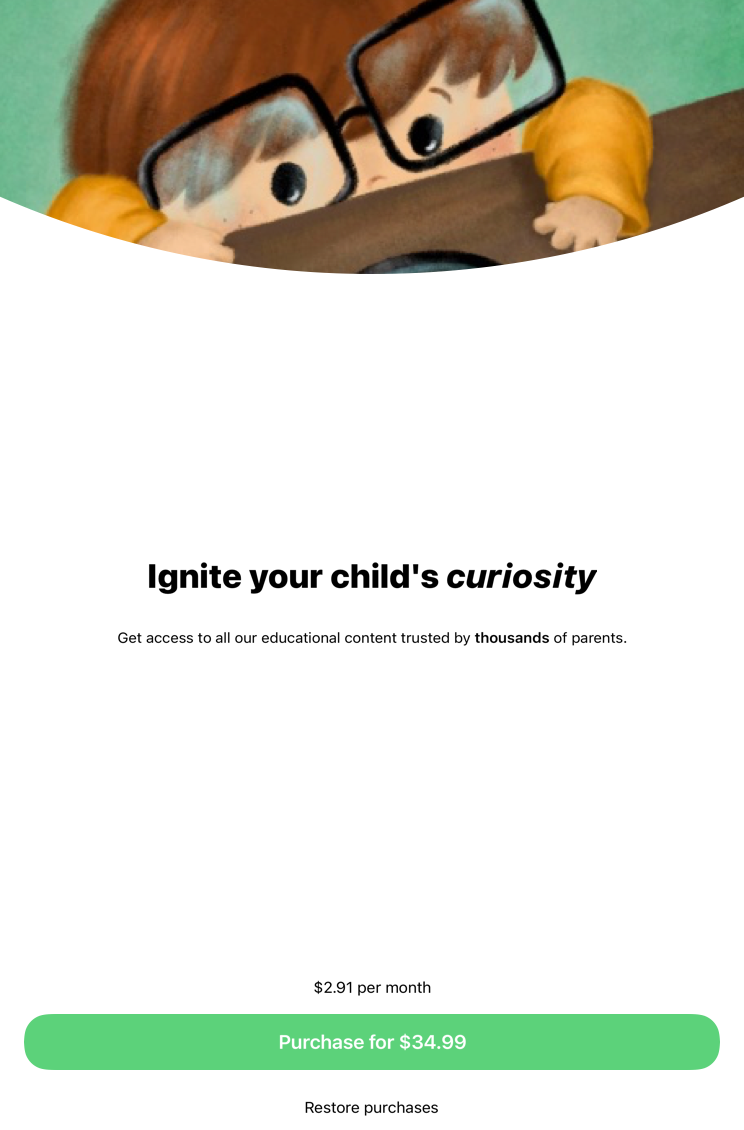 Ignite your child's curiosity
Get access to all our educational content trusted by thousands of parents.
$2.91 per month
Purchase for $34.99
Restore purchases